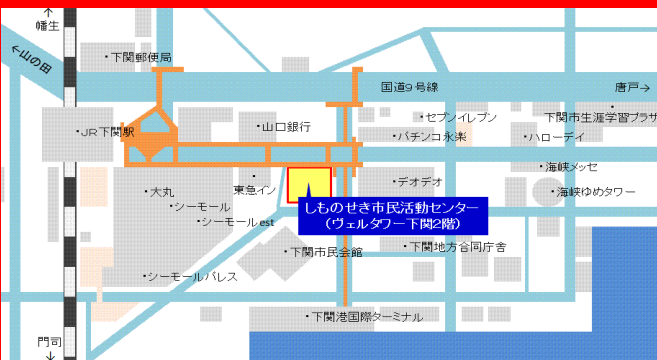 ↑
幡生
←山の田
・下関郵便局
国道9号線
唐戸→
・JR下関駅
・山口銀行
・セブンイレブン
・パチンコ永楽
・
下関市生涯学習プラザ
・ハローデイ
・海峡メッセ
・海峡ゆめタワー
・大丸
・
東急イン
・デオデオ
・シーモール
・シーモールest
しものせき市民活動センター
(ヴェルタワー下関2階)
・下関市民会館
・下関地方合同庁舎
・シーモールパレス
・下関港国際ターミナル
門司
↓